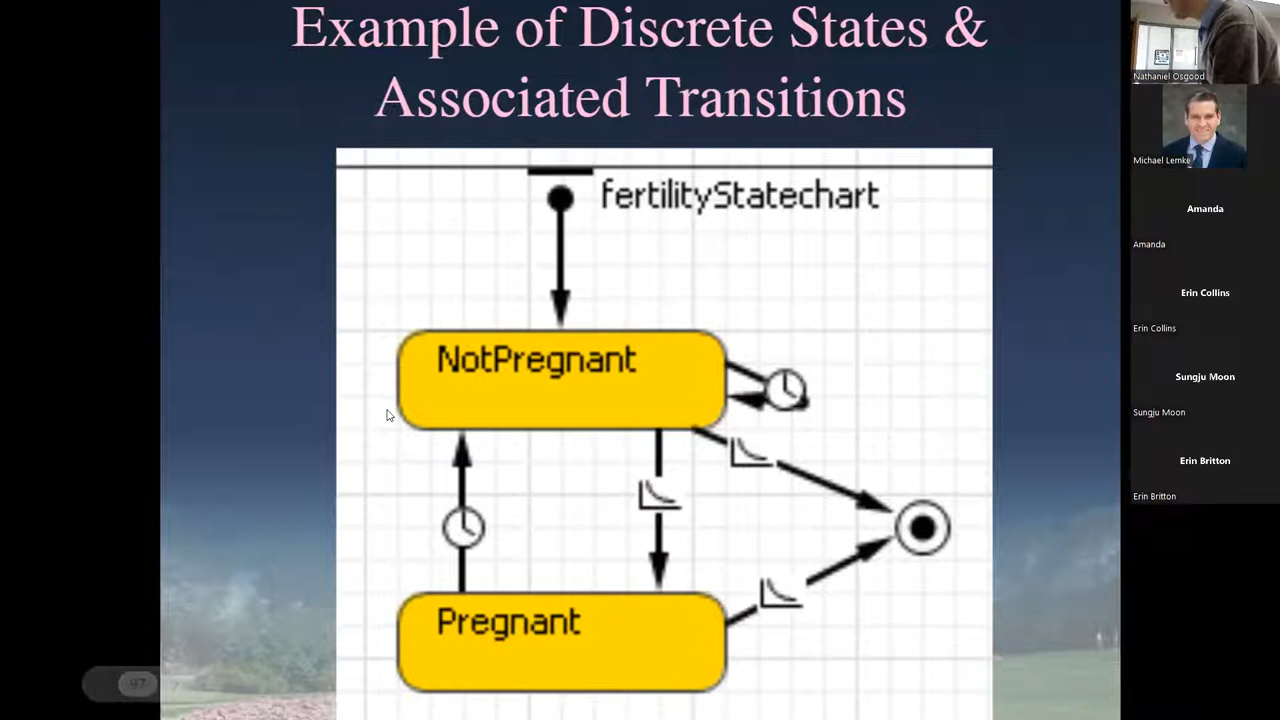 Example of Discrete States &
Associated Transitions
fertilityStatechart
NotPregnant
Pregnant
97
Nathaniel Osgood
Michael Lemke
Amanda
Amanda
Erin Collins
Erin Collins
Sungju Moon
Sungju Moon
Erin Britton
Erin Britton